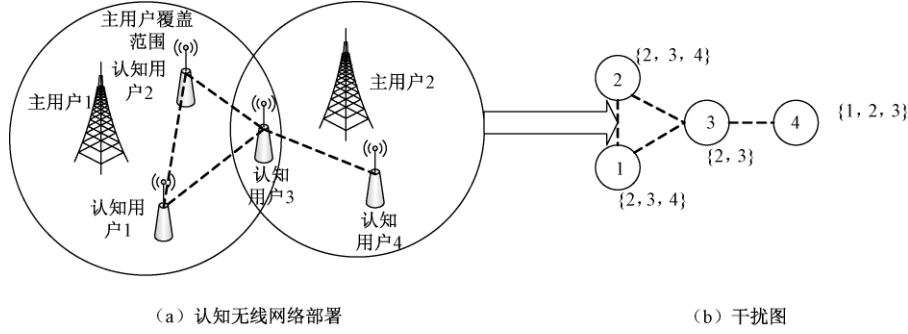 主用户覆盖
范围
认知用
户2
主用户1
主用户2
认知
用户3
认知用
户1
认知
用户4
{2, 3, 4}
2
3
4
{1, 2, 3}
{2, 3}
1
{2, 3, 4}
(a) 认知无线网络部署
(b) 干扰图